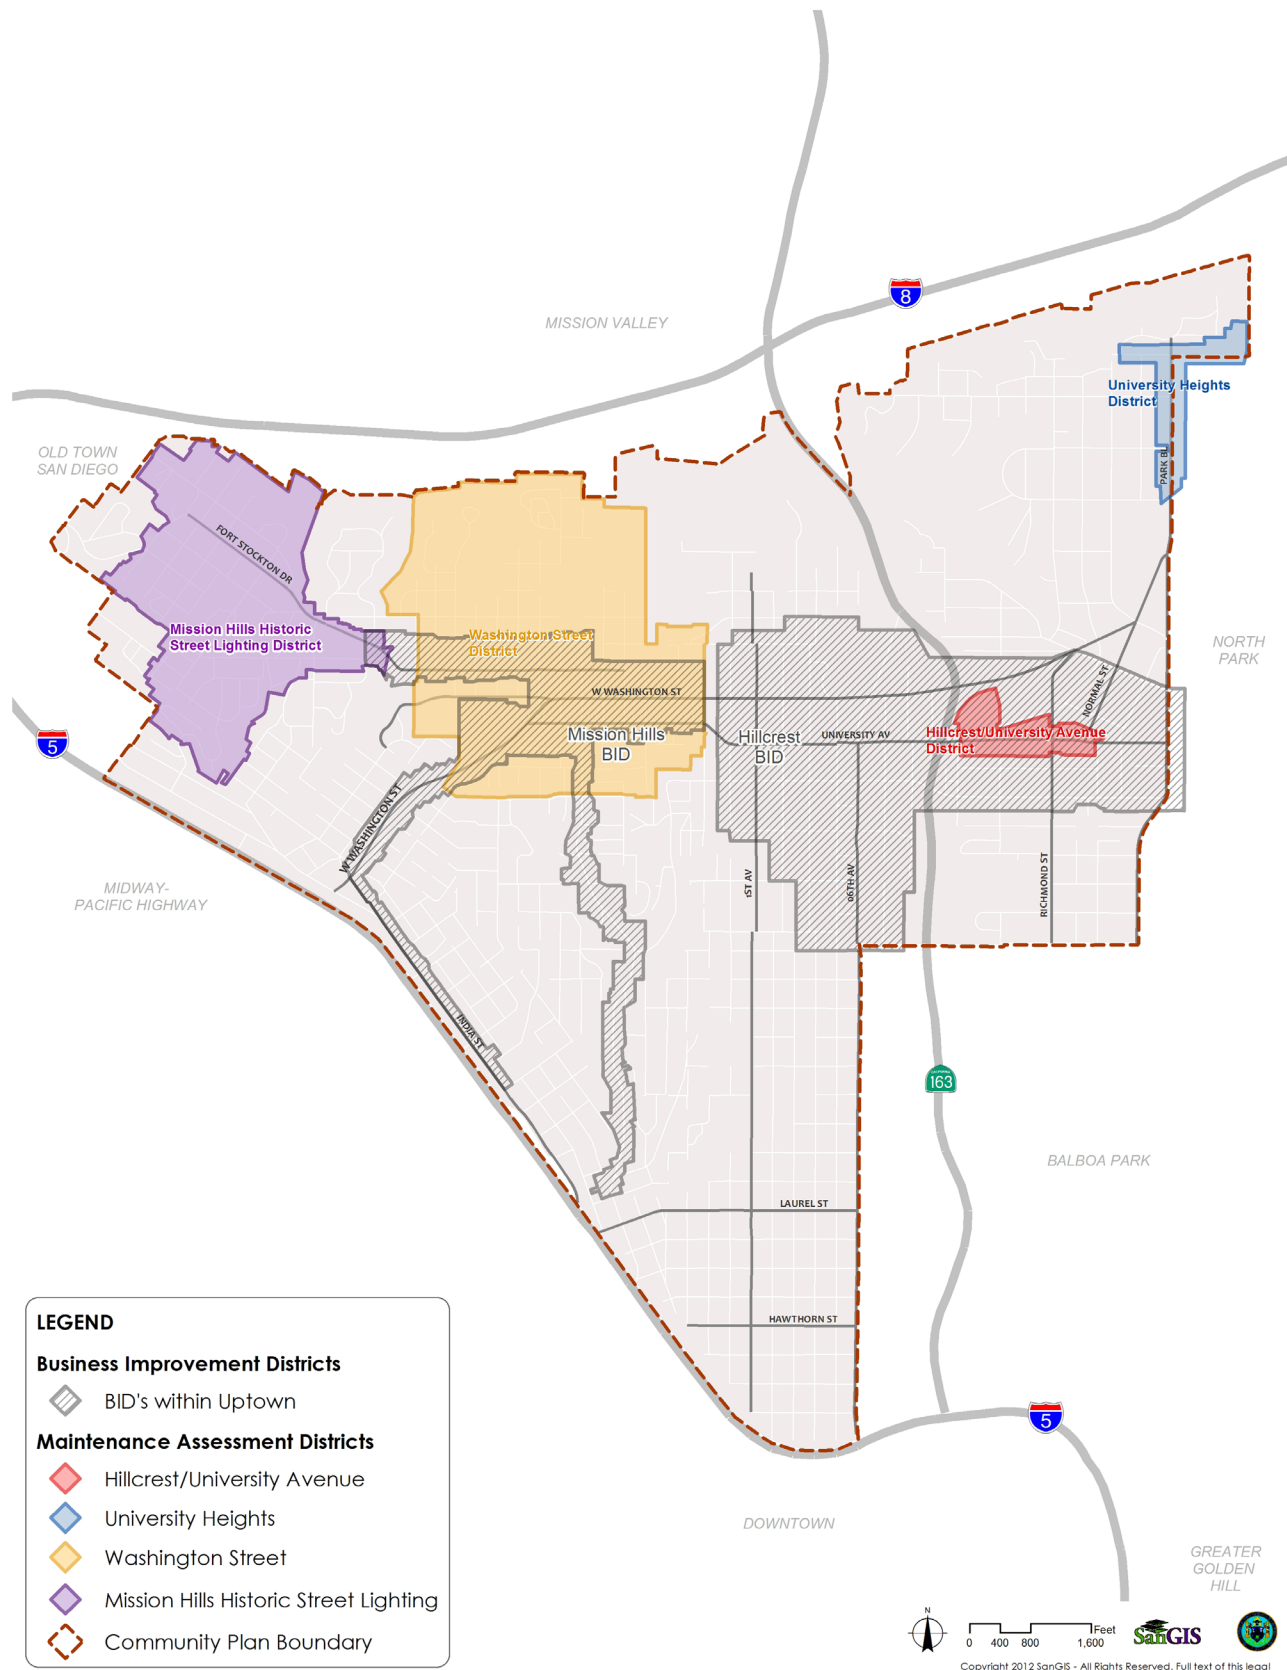 8
MISSION VALLEY
University Heights
District
OLD TOWN
SAN DIEGO
PARK BL
FORT STOCKTON DR
Mission Hills Historic
Street Lighting District
Washington Street
District
NORTH
PARK
NORMAL ST
W WASHINGTON ST
5
Mission Hills
BID
Hillcrest
BID
UNIVERSITY AV
Hillcrest/University Avenue
District
W WASHINGTON ST
MIDWAY-
PACIFIC HIGHWAY
1ST AV
06TH AV
RICHMOND ST
INDIA ST
CALIFORNIA
163
BALBOA PARK
LAUREL ST
HAWTHORN ST
5
DOWNTOWN
GREATER
GOLDEN
HILL
LEGEND
Business Improvement Districts
BID's within Uptown
Maintenance Assessment Districts
Hillcrest/University Avenue
University Heights
Washington Street
Mission Hills Historic Street Lighting
Community Plan Boundary
N
Feet
0 400 800 1,600
SanGIS
Copyright 2012 SanGIS - All Rights Reserved. Full text of this legal